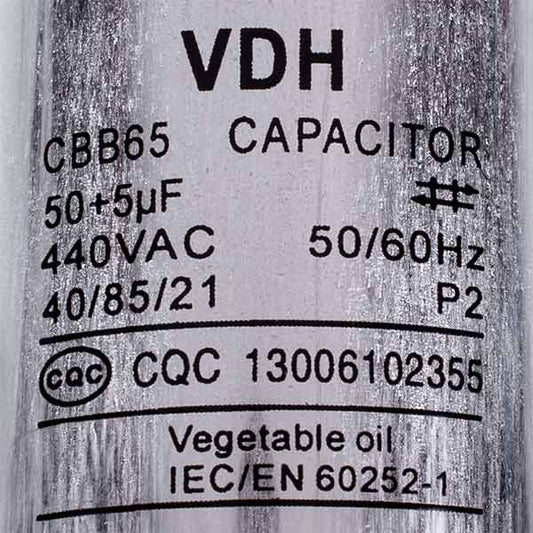 VDH
CBB65 CAPACITOR
50+5µF
440VAC 50/60Hz
40/85/21 P2
CQC CQC 13006102355
Vegetable oil
IEC/EN 60252-1